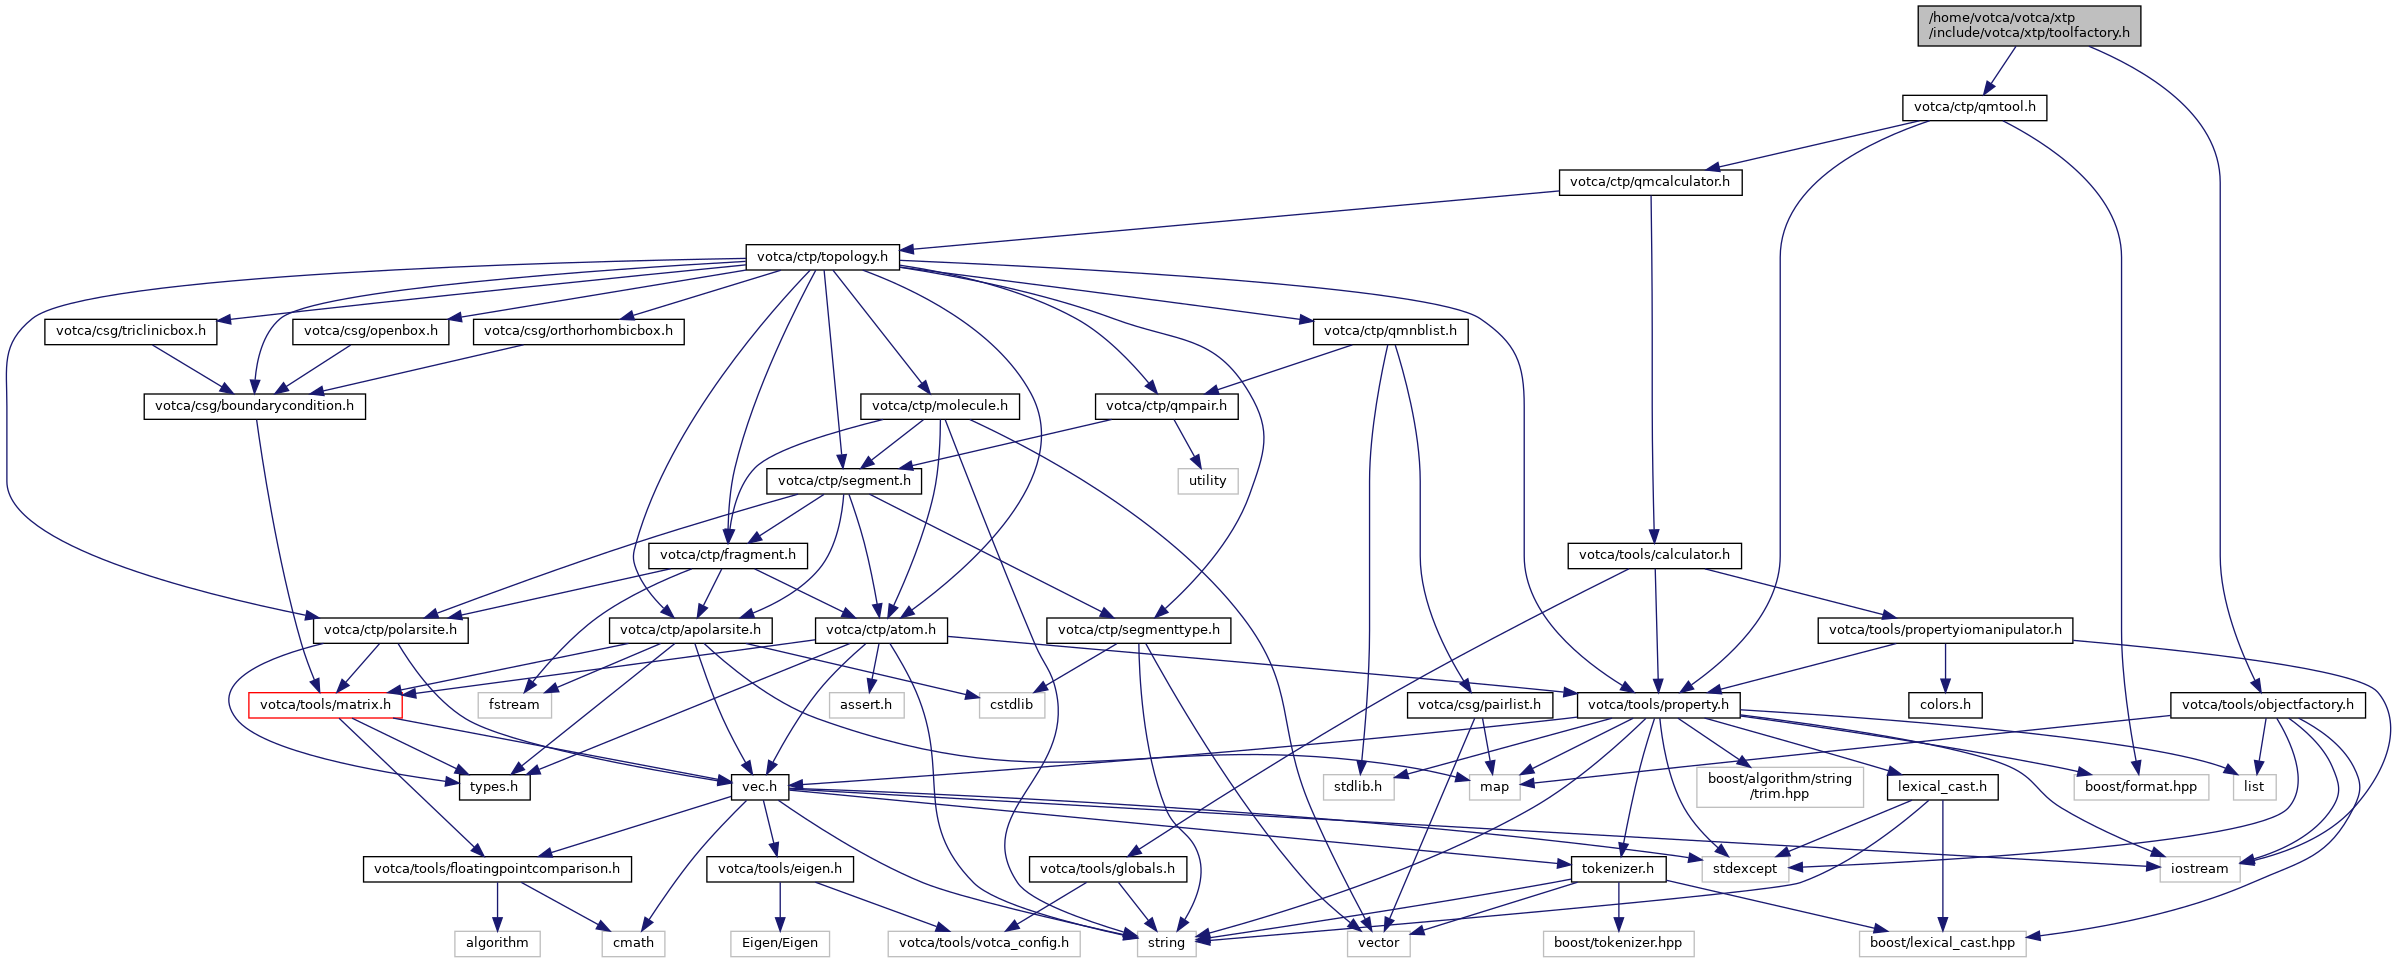 /home/votca/votca/xtp
/include/votca/xtp/toolfactory.h
votca/ctp/qmtool.h
votca/ctp/qmcalculator.h
votca/ctp/topology.h
votca/csg/triclinicbox.h
votca/csg/openbox.h
votca/csg/orthorhombicbox.h
votca/ctp/qmnblist.h
votca/csg/boundarycondition.h
votca/ctp/molecule.h
votca/ctp/qmpair.h
votca/ctp/segment.h
utility
votca/ctp/fragment.h
votca/tools/calculator.h
votca/ctp/polarsite.h
votca/ctp/apolarsite.h
votca/ctp/atom.h
votca/ctp/segmenttype.h
votca/tools/propertyiomanipulator.h
votca/tools/matrix.h
fstream
assert.h
cstdlib
votca/csg/pairlist.h
votca/tools/property.h
colors.h
votca/tools/objectfactory.h
types.h
vec.h
stdlib.h
map
boost/algorithm/string
/trim.hpp
lexical_cast.h
boost/format.hpp
list
votca/tools/floatingpointcomparison.h
votca/tools/eigen.h
votca/tools/globals.h
tokenizer.h
stdexcept
iostream
algorithm
cmath
Eigen/Eigen
votca/tools/votca_config.h
string
vector
boost/tokenizer.hpp
boost/lexical_cast.hpp